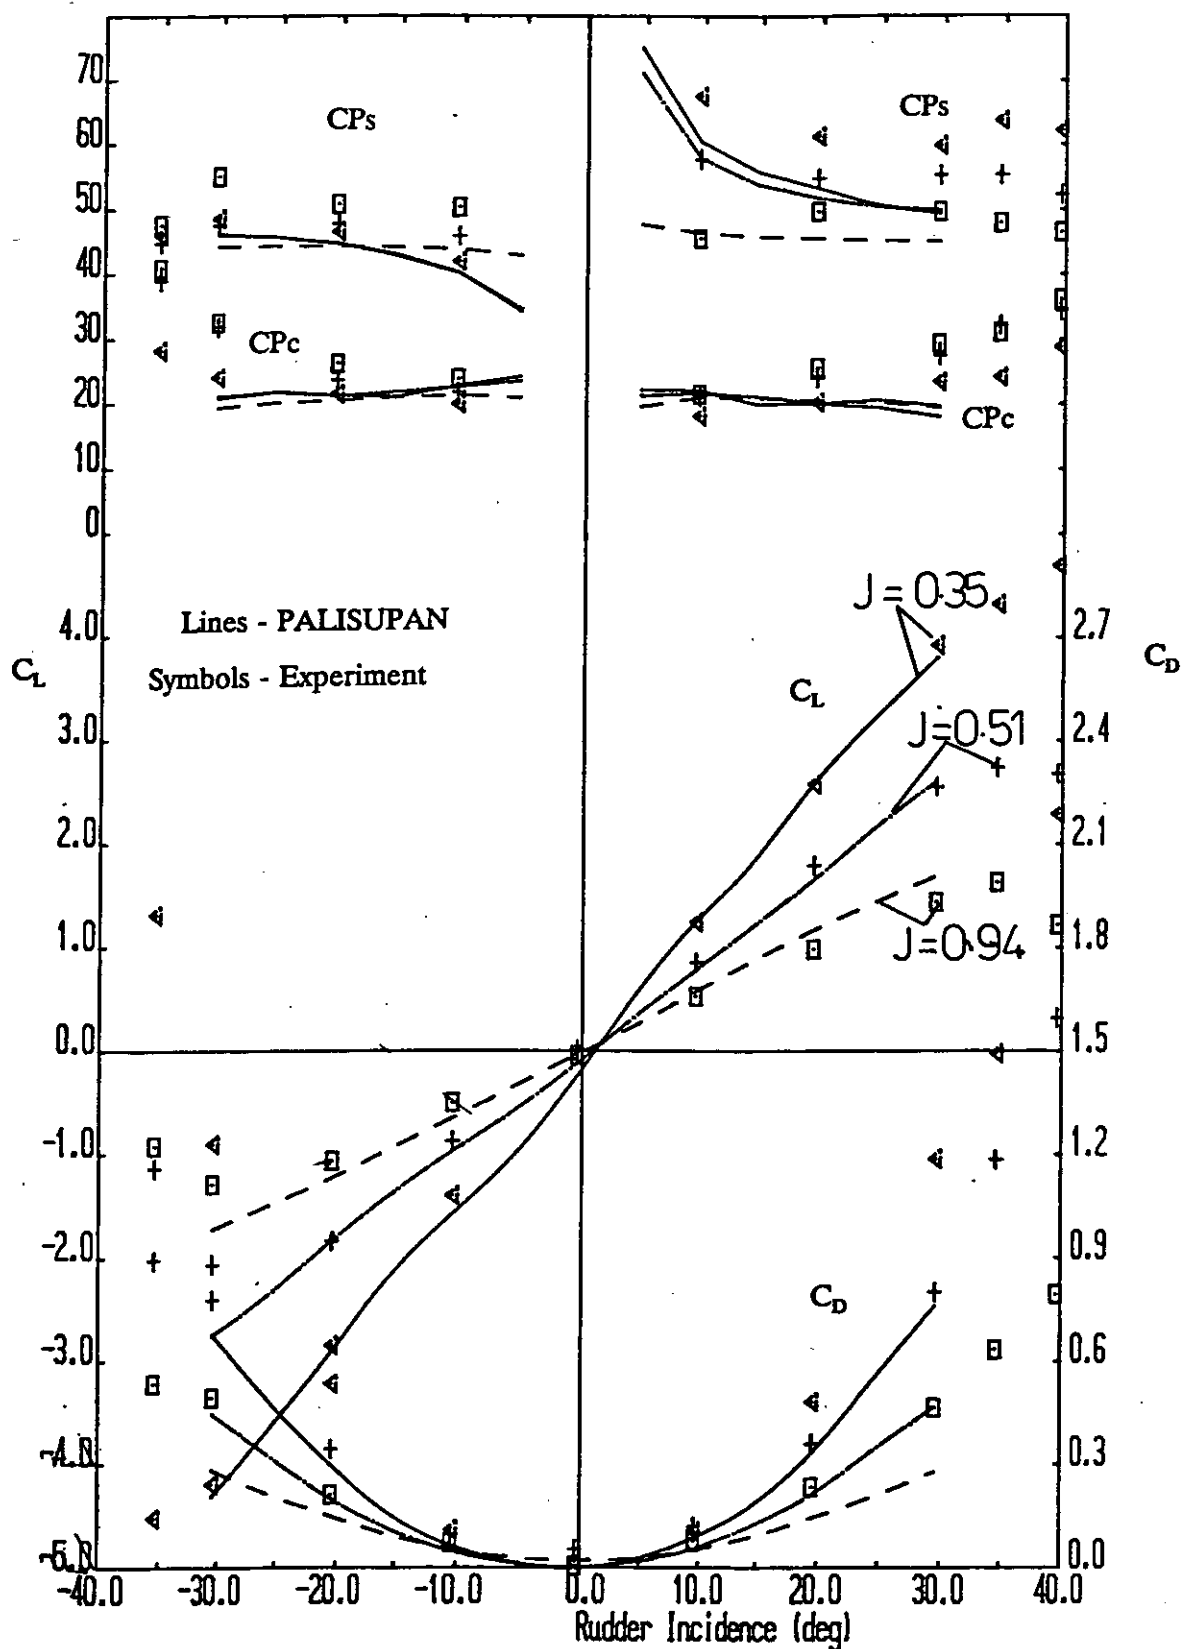 70
60
50
40
30
20
10
0
CPs
CPs
CPc
CPc
Lines - PALISUPAN
Symbols - Experiment
J = 0.35
J=0.51
J=0.94
C_L
C_D
C_L
4.0
3.0
2.0
1.0
0.0
-1.0
-2.0
-3.0
-4.0
-5.0
C_D
2.7
2.4
2.1
1.8
1.5
1.2
0.9
0.6
0.3
0.0
-40.0 -30.0 -20.0 -10.0 0.0 10.0 20.0 30.0 40.0
Rudder Incidence (deg)